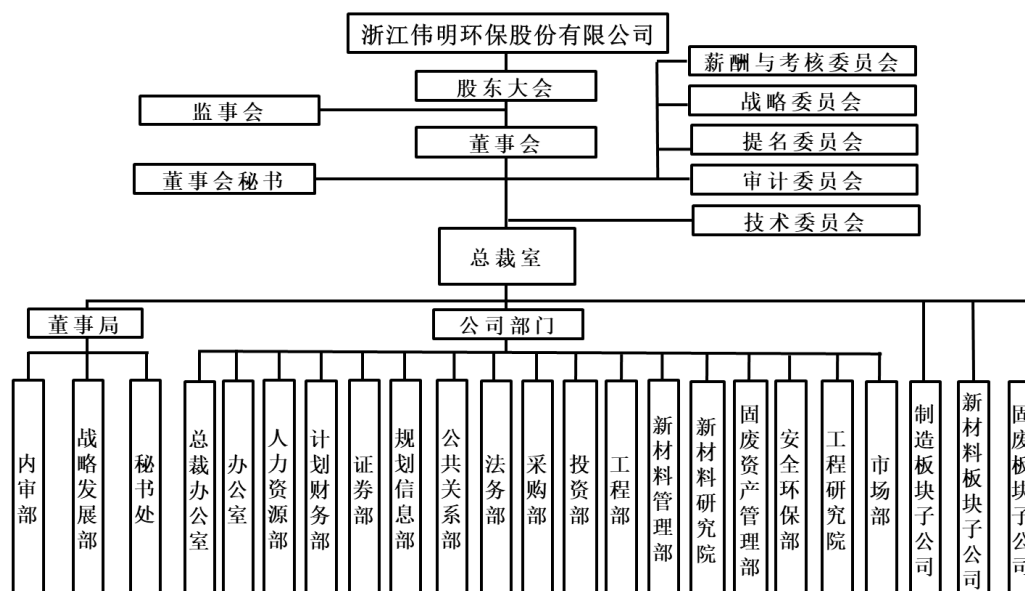 浙江伟明环保股份有限公司
薪酬与考核委员会
股东大会
战略委员会
监事会
董事会
提名委员会
董事会秘书
审计委员会
技术委员会
总裁室
董事局
公司部门
内审部
战略发展部
秘书处
总裁办公室
办公室
人力资源部
计划财务部
证券部
规划信息部
公共关系部
法务部
采购部
投资部
工程部
新材料管理部
新材料研究院
固废资产管理部
安全环保部
工程研究院
市场部
制造板块子公司
新材料板块子公司
固废板块子公司